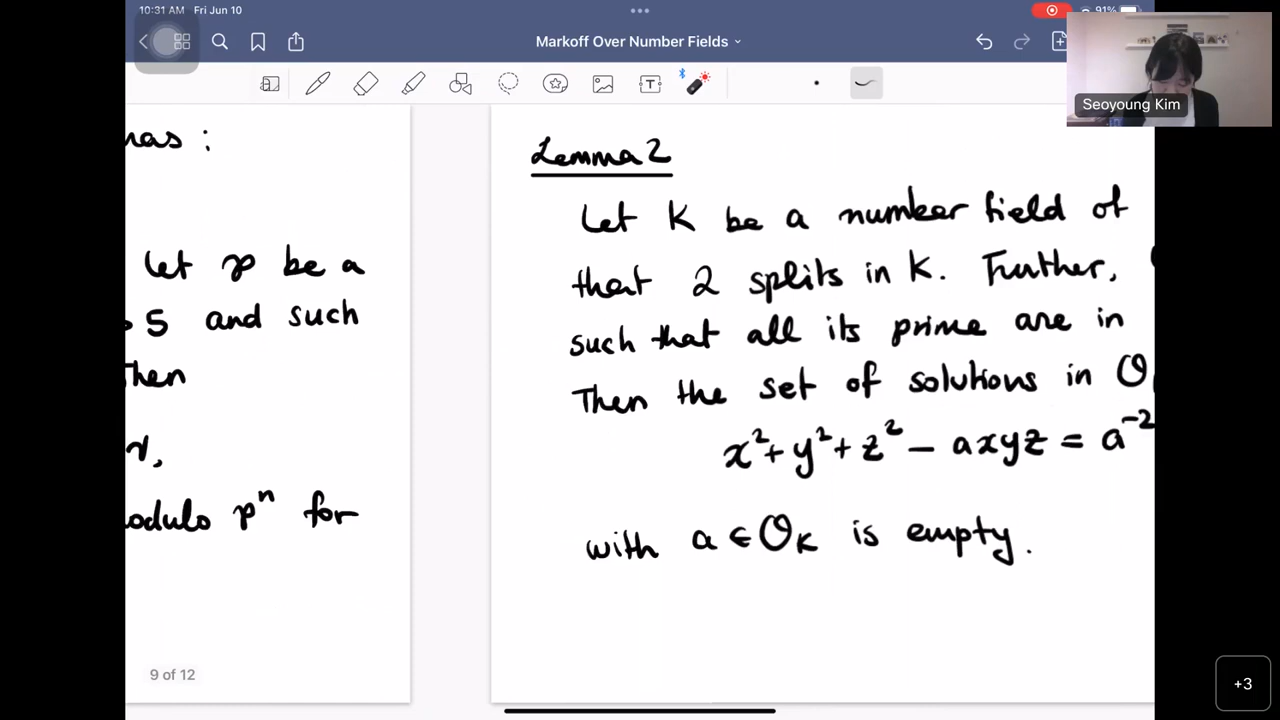 10:31 AM Fri Jun 10
91%
Markoff Over Number Fields
Seoyoung Kim
:
Let p be a
5 and such
Then
modulo p^n for
9 of 12
Lemma 2
Let K be a number field of
that 2 splits in K. Further,
such that all its prime are in
Then the set of solutions in O
x²+y²+z² – axyz = a⁻²
with a ∈ O_K is empty.
+3